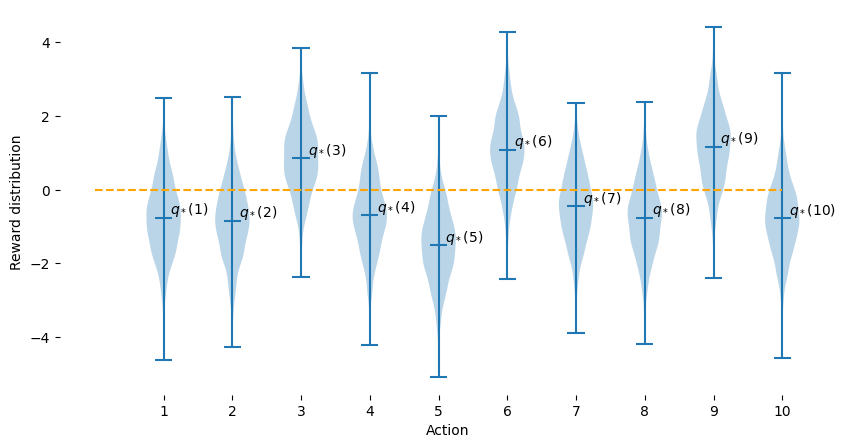 Reward distribution
4
2
0
−2
−4
q*(1)
q*(2)
q*(3)
q*(4)
q*(5)
q*(6)
q*(7)
q*(8)
q*(9)
q*(10)
1 2 3 4 5 6 7 8 9 10
Action